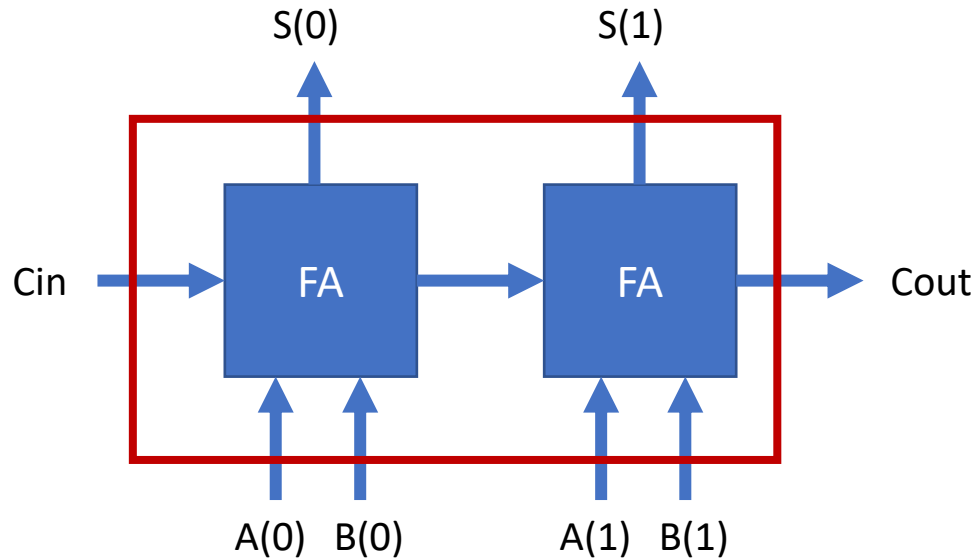 S(0) S(1)
Cin FA FA Cout
A(0) B(0) A(1) B(1)